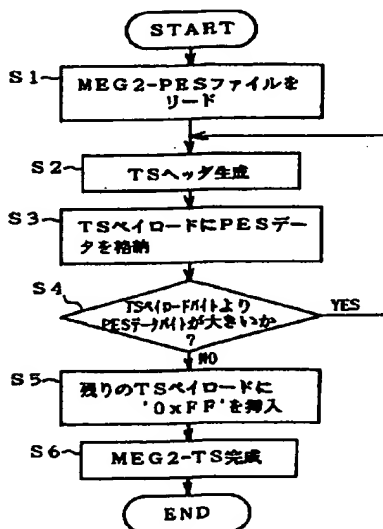 START
S1
MEG2-PESファイルを
リード
S2
TSヘッダ生成
S3
TSペイロードにPESデー
タを格納
S4
TSペイロードバイトより
PESデータバイトが大きいか
?
YES
NO
S5
残りのTSペイロードに
'0xFF'を挿入
S6
MEG2-TS完成
END